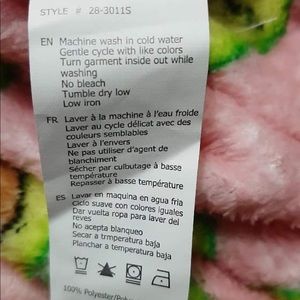 STYLE # 28-3011S
EN Machine wash in cold water
Gentle cycle with like colors
Turn garment inside out while
washing
No bleach
Tumble dry low
Low iron
FR Laver à la machine à l'eau froide
Laver au cycle délicat avec des
couleurs semblables
Laver à l'envers
Ne pas utiliser d'agent de
blanchiment
Sécher par culbutage à basse
température
Repasser à basse température
ES Lavar en maquina en agua fria
Ciclo suave con colores iguales
Dar vuelta ropa para laver del
reves
No acepta blanqueo
Secar a trmperatura baja
Planchar a temperatura baja
100% Polyester/